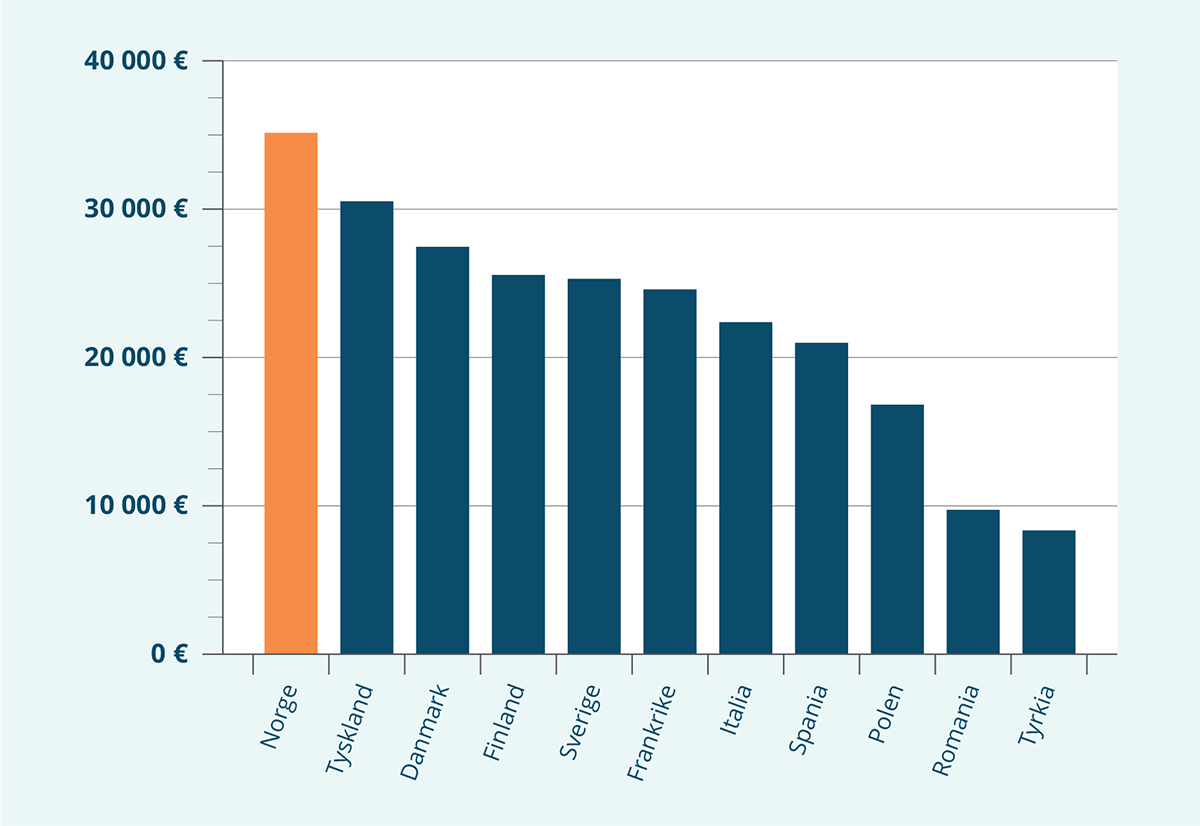 40 000 €
30 000 €
20 000 €
10 000 €
0 €
Norge
Tyskland
Danmark
Finland
Sverige
Frankrike
Italia
Spania
Polen
Romania
Tyrkia